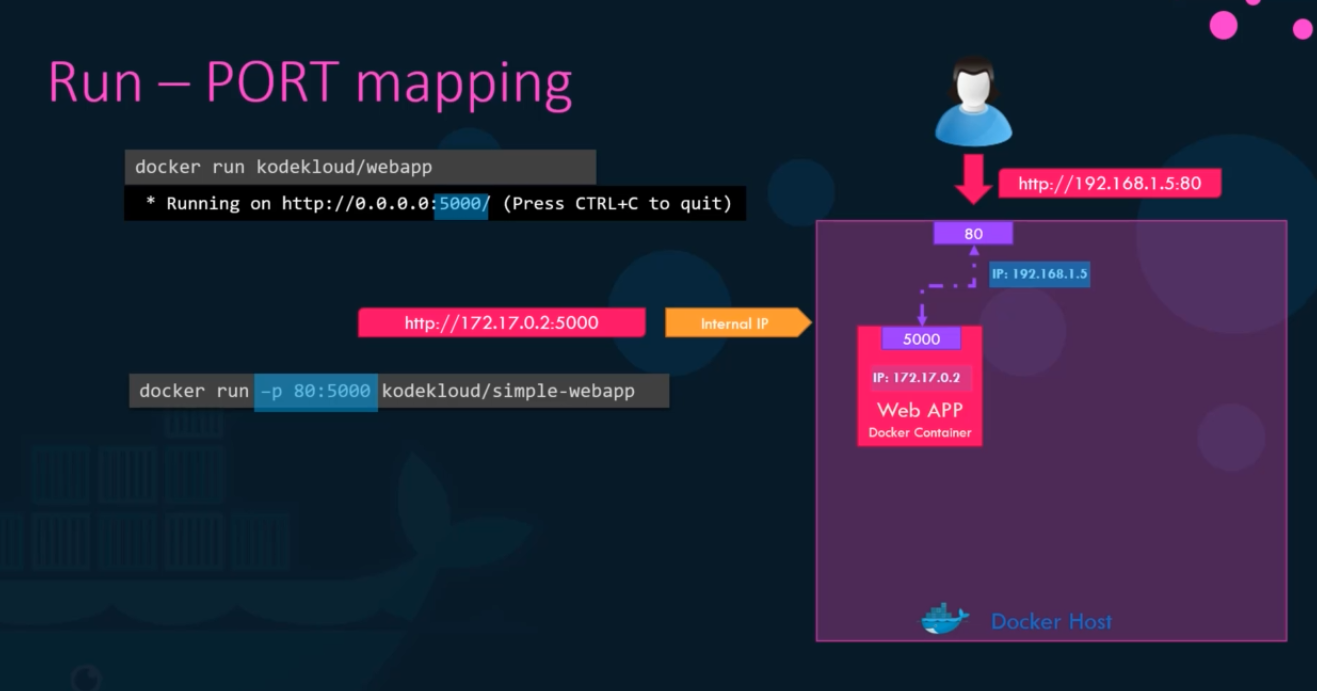 Run – PORT mapping
docker run kodekloud/webapp
* Running on http://0.0.0.0:5000/ (Press CTRL+C to quit)
http://192.168.1.5:80
80
IP: 192.168.1.5
http://172.17.0.2:5000
Internal IP
5000
IP: 172.17.0.2
Web APP
Docker Container
docker run –p 80:5000 kodekloud/simple-webapp
Docker Host